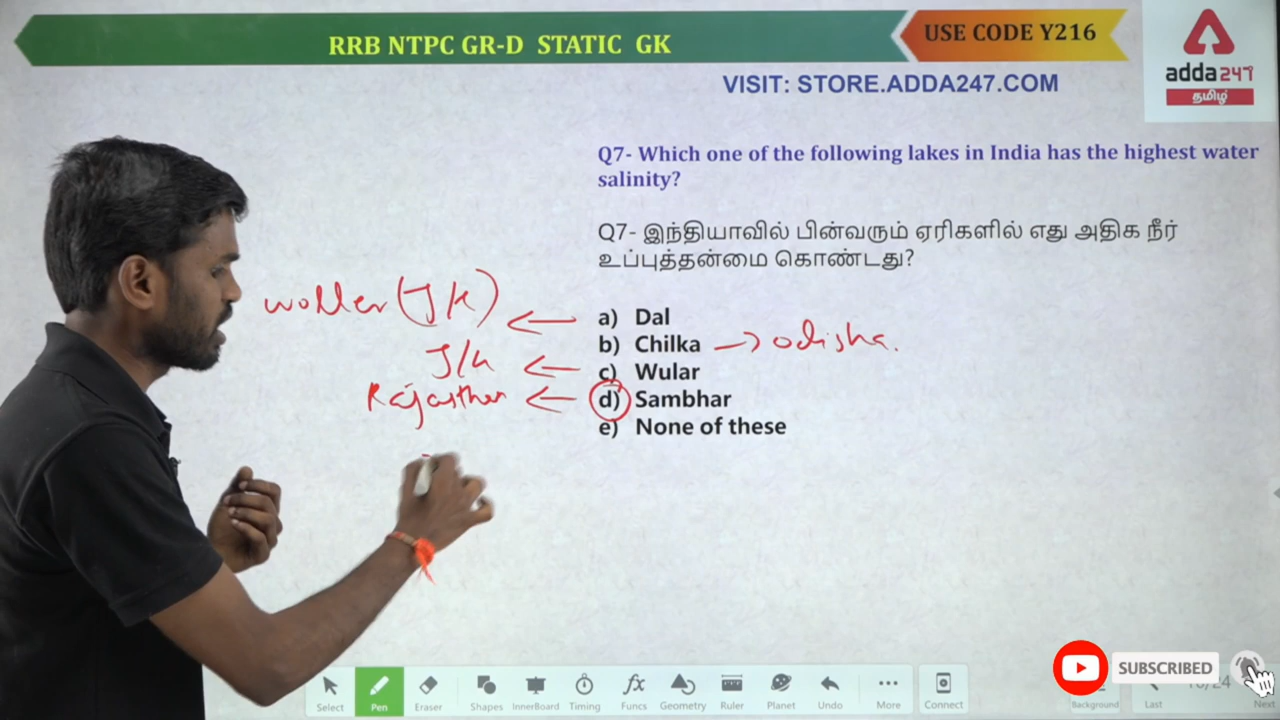 RRB NTPC GR-D STATIC GK
USE CODE Y216
adda247
தமிழ்
VISIT: STORE.ADDA247.COM
Q7- Which one of the following lakes in India has the highest water
salinity?
Q7- இந்தியாவில் பின்வரும் ஏரிகளில் எது அதிக நீர்
உப்புத்தன்மை கொண்டது?
(JK)
a) Dal
b) Chilka → odisha.
J/K ← c) Wular
Rajasthan ← d) Sambhar
e) None of these
SUBSCRIBED
Select
Pen
Eraser
Shapes
InnerBoard
Timing
Funcs
Geometry
Ruler
Planet
Undo
More
Connect
Background
Last
/24
Next